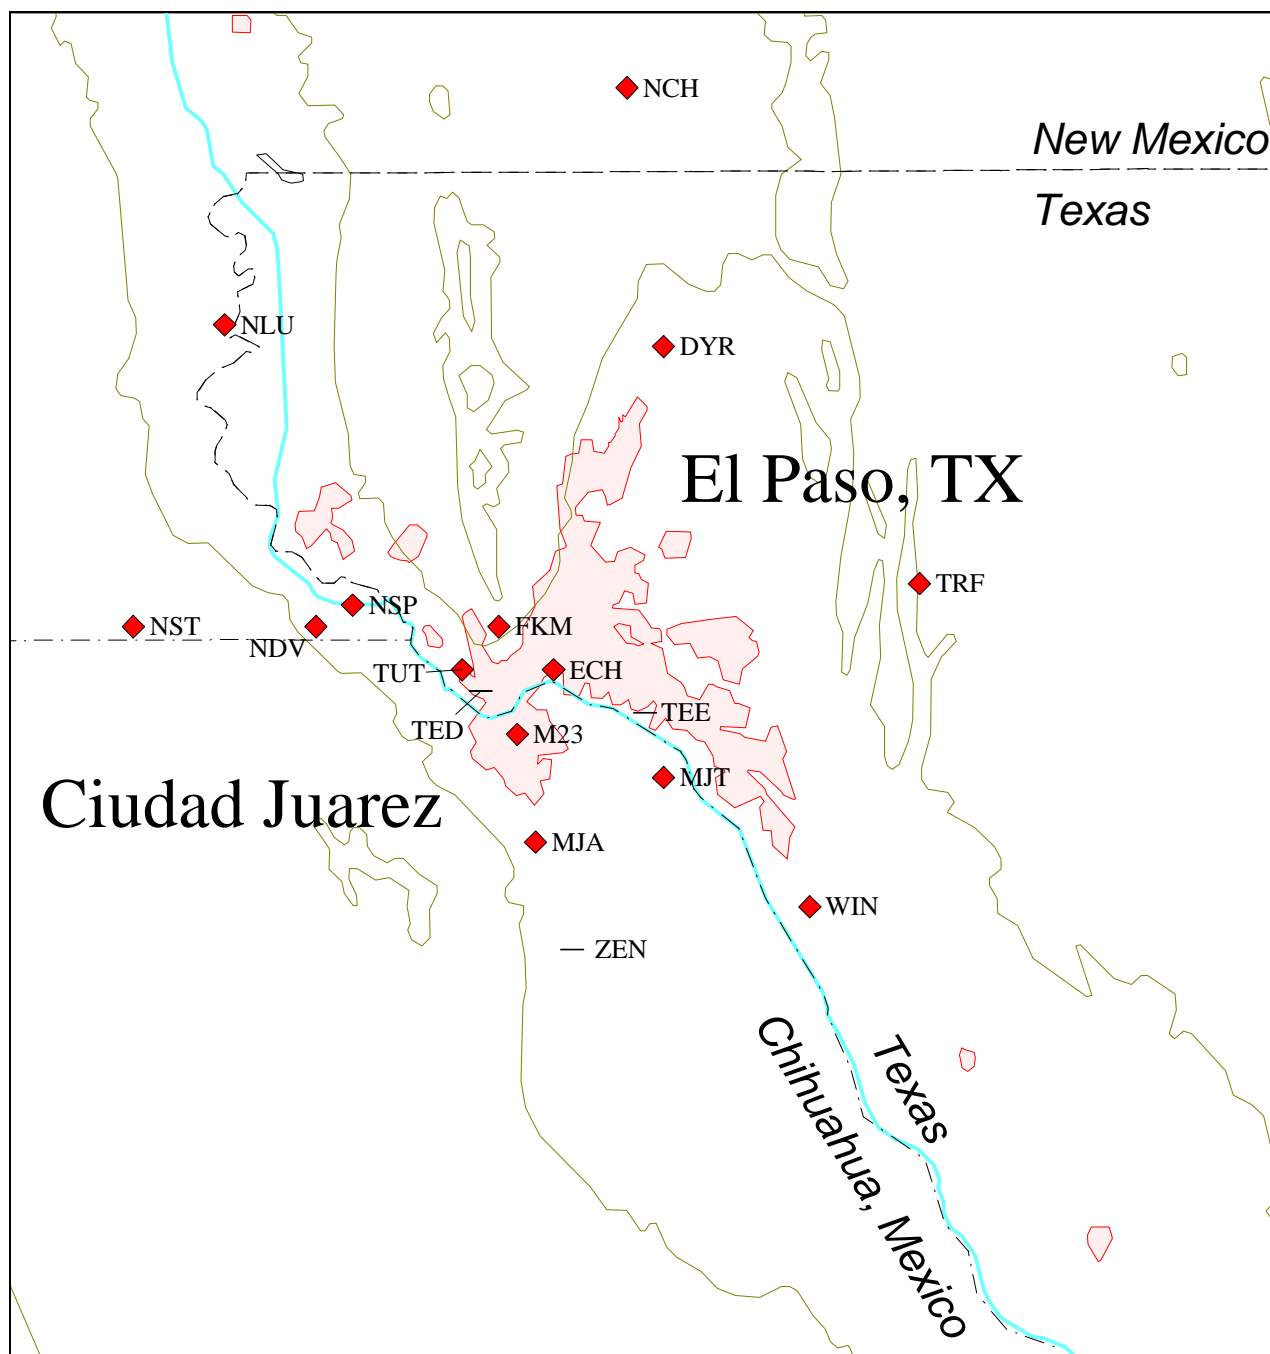 NCH
New Mexico
Texas
NLU
DYR
El Paso, TX
TRF
NSP
NST
NDV
FKM
TUT
ECH
TED
TEE
M23
MJT
Ciudad Juarez
MJA
WIN
ZEN
Texas
Chihuahua, Mexico